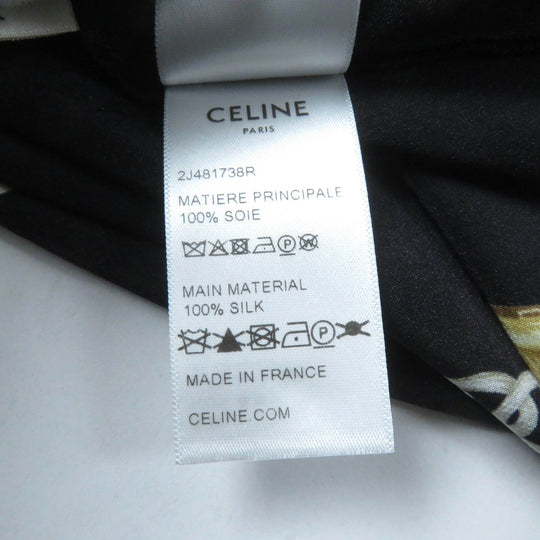 CELINE
PARIS
2J481738R
MATIERE PRINCIPALE
100% SOIE
P W
MAIN MATERIAL
100% SILK
P
MADE IN FRANCE
CELINE.COM